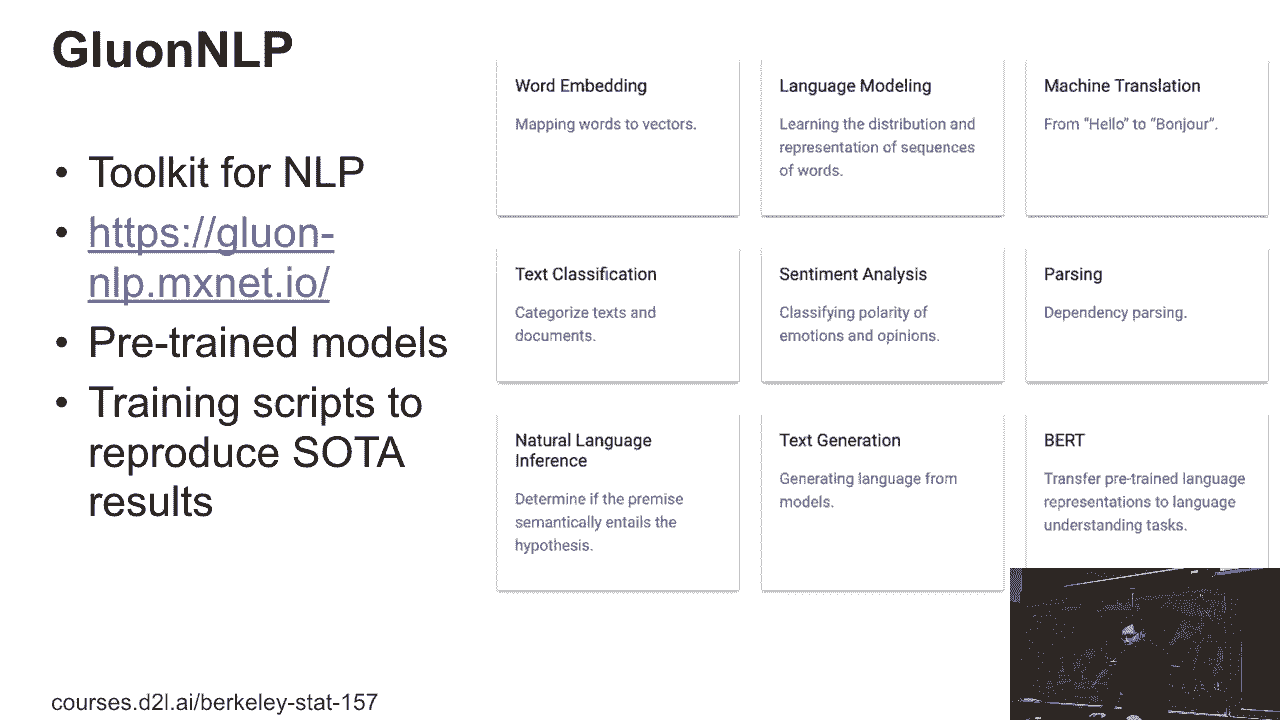 GluonNLP
• Toolkit for NLP
• https://gluon-
nlp.mxnet.io/
• Pre-trained models
• Training scripts to
reproduce SOTA
results
Word Embedding
Mapping words to vectors.
Language Modeling
Learning the distribution and
representation of sequences
of words.
Machine Translation
From “Hello” to “Bonjour”.
Text Classification
Categorize texts and
documents.
Sentiment Analysis
Classifying polarity of
emotions and opinions.
Parsing
Dependency parsing.
Natural Language
Inference
Determine if the premise
semantically entails the
hypothesis.
Text Generation
Generating language from
models.
BERT
Transfer pre-trained language
representations to language
understanding tasks.
courses.d2l.ai/berkeley-stat-157